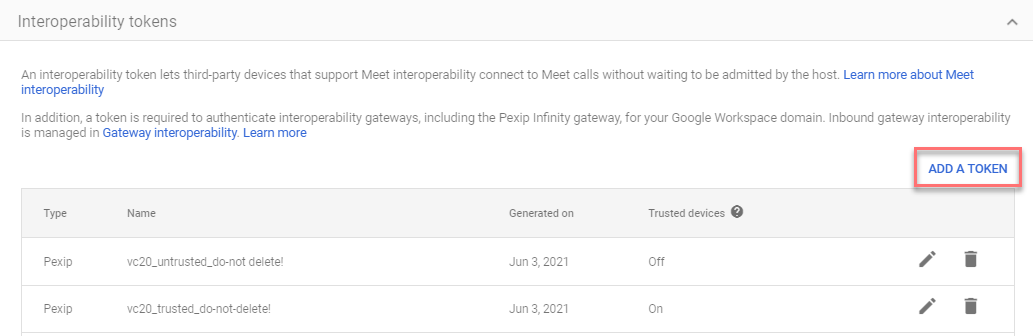 Interoperability tokens
An interoperability token lets third-party devices that support Meet interoperability connect to Meet calls without waiting to be admitted by the host. Learn more about Meet
interoperability
In addition, a token is required to authenticate interoperability gateways, including the Pexip Infinity gateway, for your Google Workspace domain. Inbound gateway interoperability
is managed in Gateway interoperability. Learn more
ADD A TOKEN
Type Name Generated on Trusted devices ?
Pexip vc20_untrusted_do-not delete! Jun 3, 2021 Off
Pexip vc20_trusted_do-not-delete! Jun 3, 2021 On